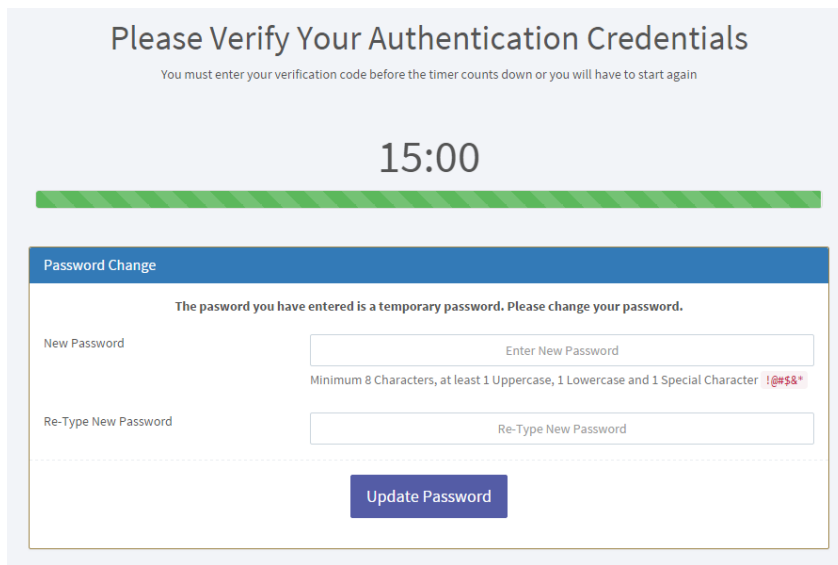 Please Verify Your Authentication Credentials
You must enter your verification code before the timer counts down or you will have to start again
15:00
Password Change
The pasword you have entered is a temporary password. Please change your password.
New Password
Enter New Password
Minimum 8 Characters, at least 1 Uppercase, 1 Lowercase and 1 Special Character !@#$&*
Re-Type New Password
Re-Type New Password
Update Password